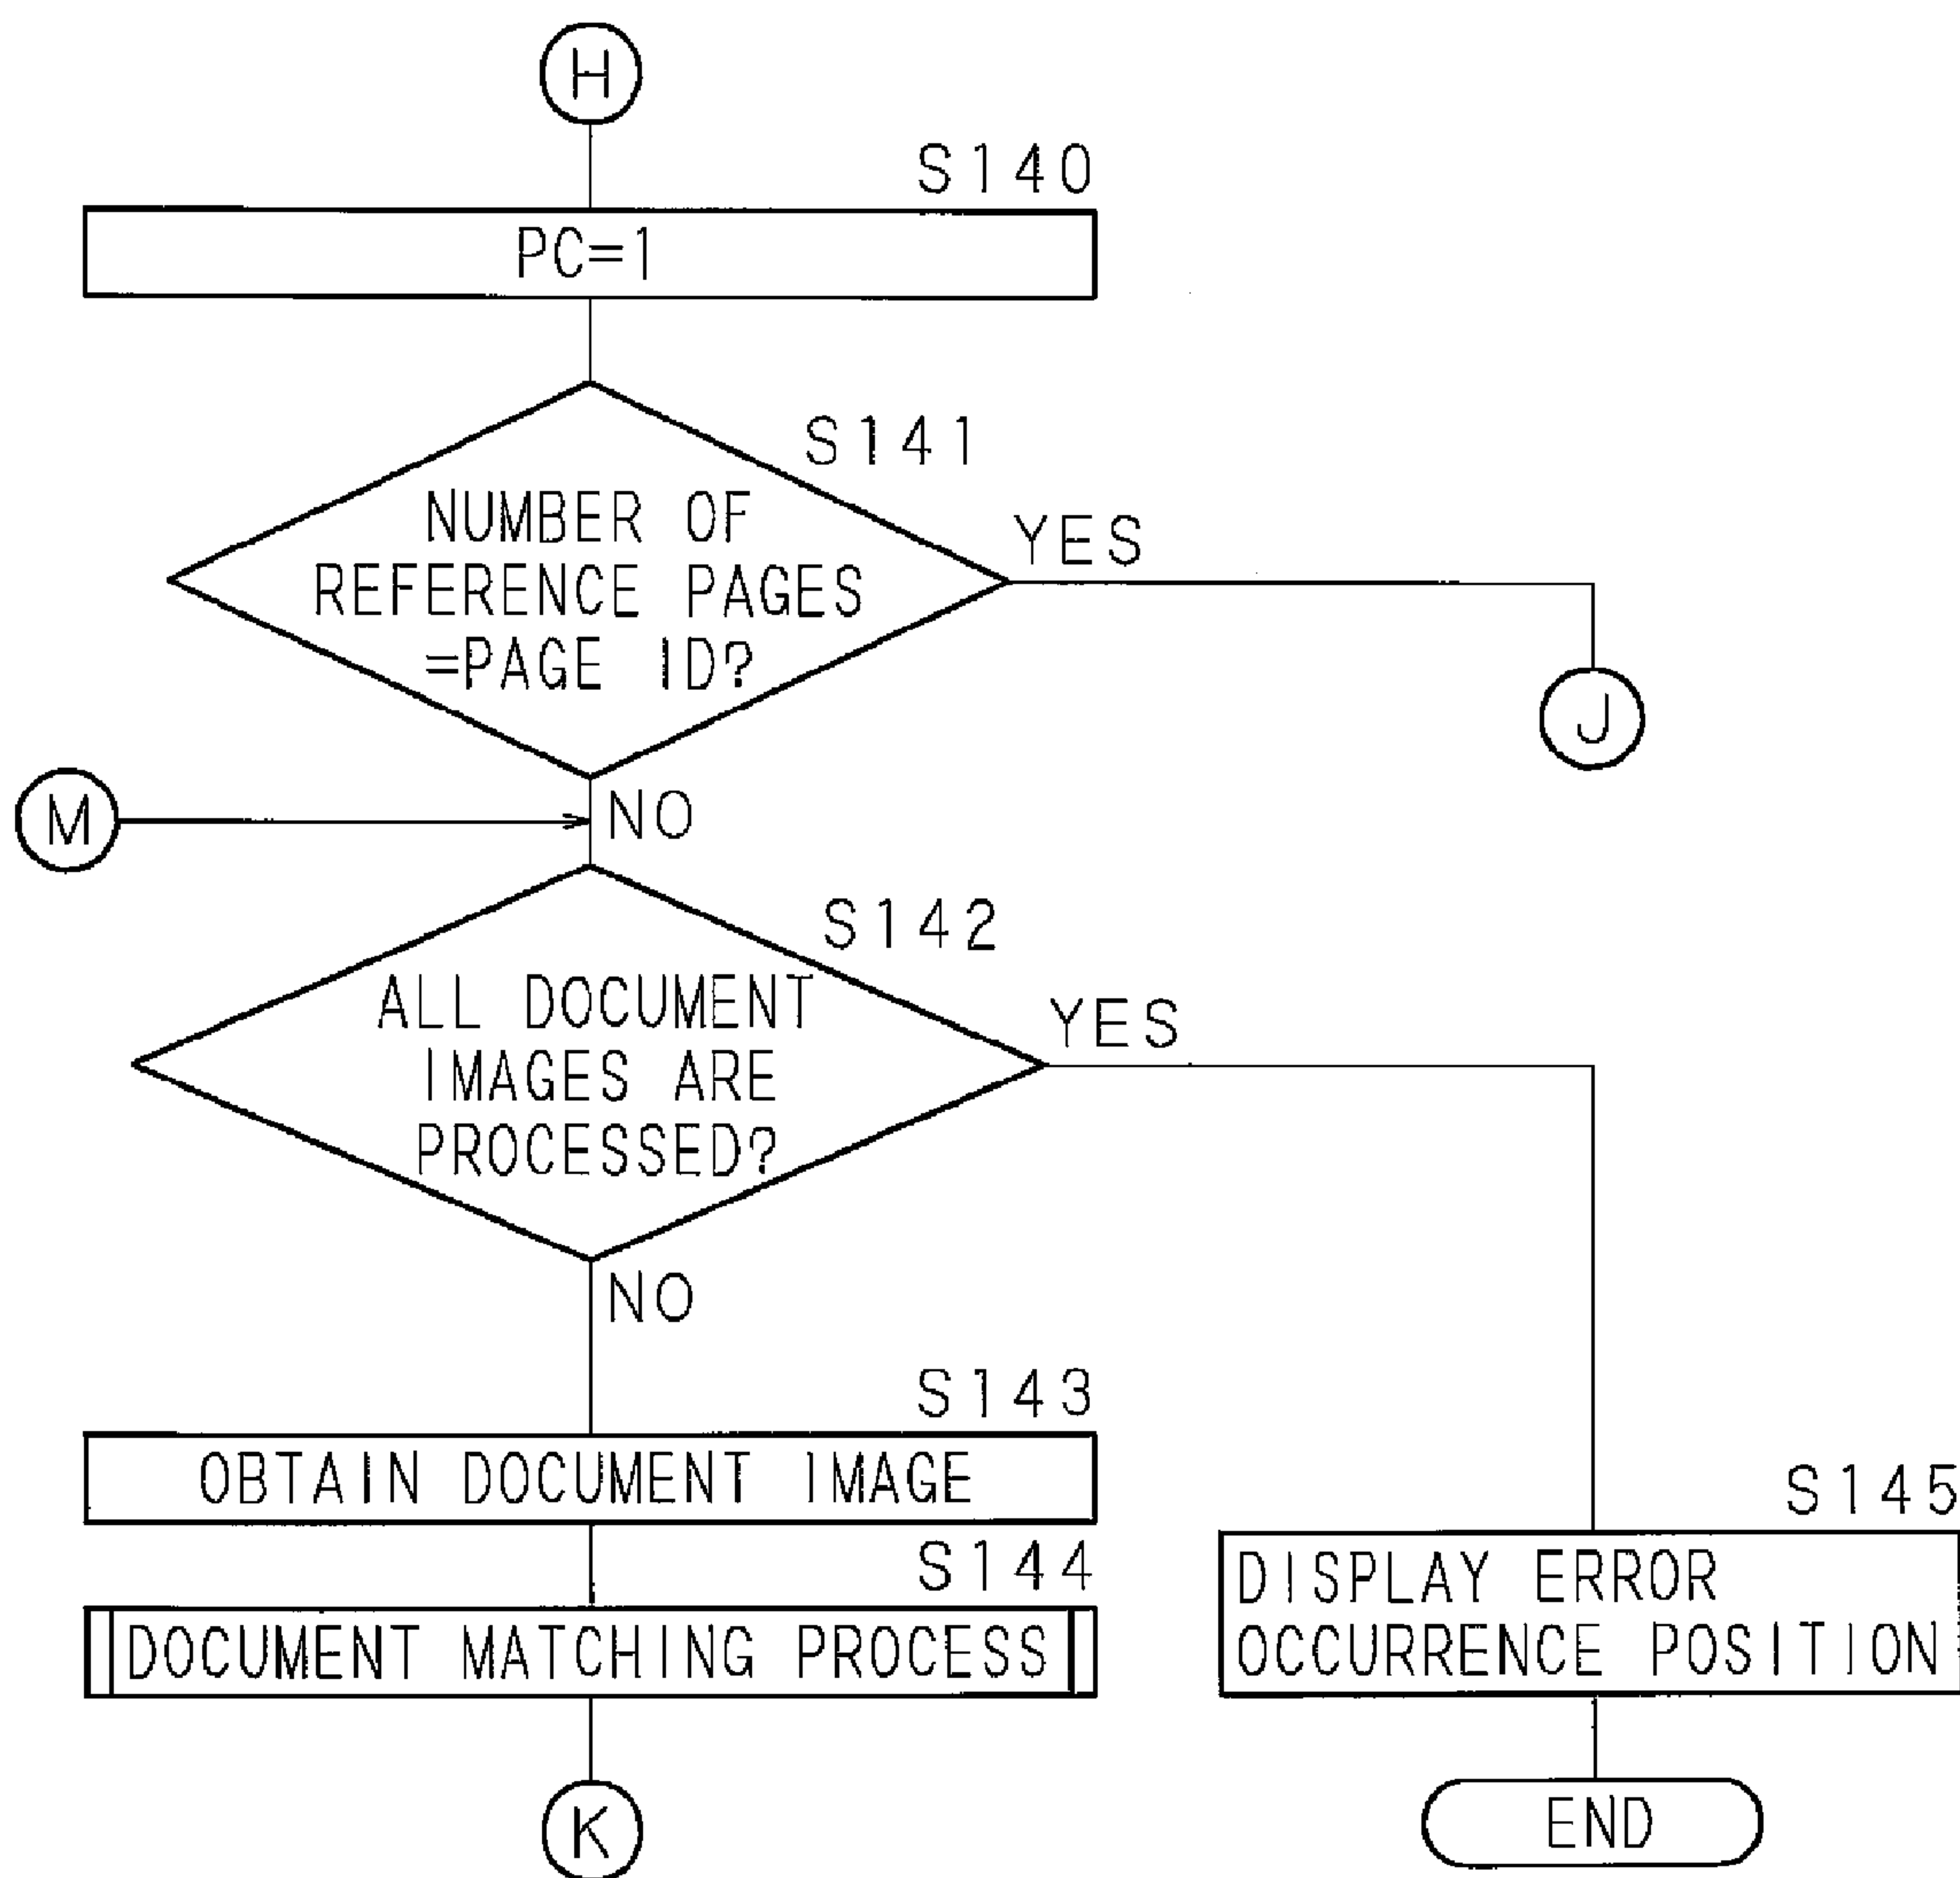 H
S140
PC=1
S141
NUMBER OF
REFERENCE PAGES
=PAGE ID?
YES
J
M
NO
S142
ALL DOCUMENT
IMAGES ARE
PROCESSED?
YES
NO
S143
OBTAIN DOCUMENT IMAGE
S144
DOCUMENT MATCHING PROCESS
K
S145
DISPLAY ERROR
OCCURRENCE POSITION
END